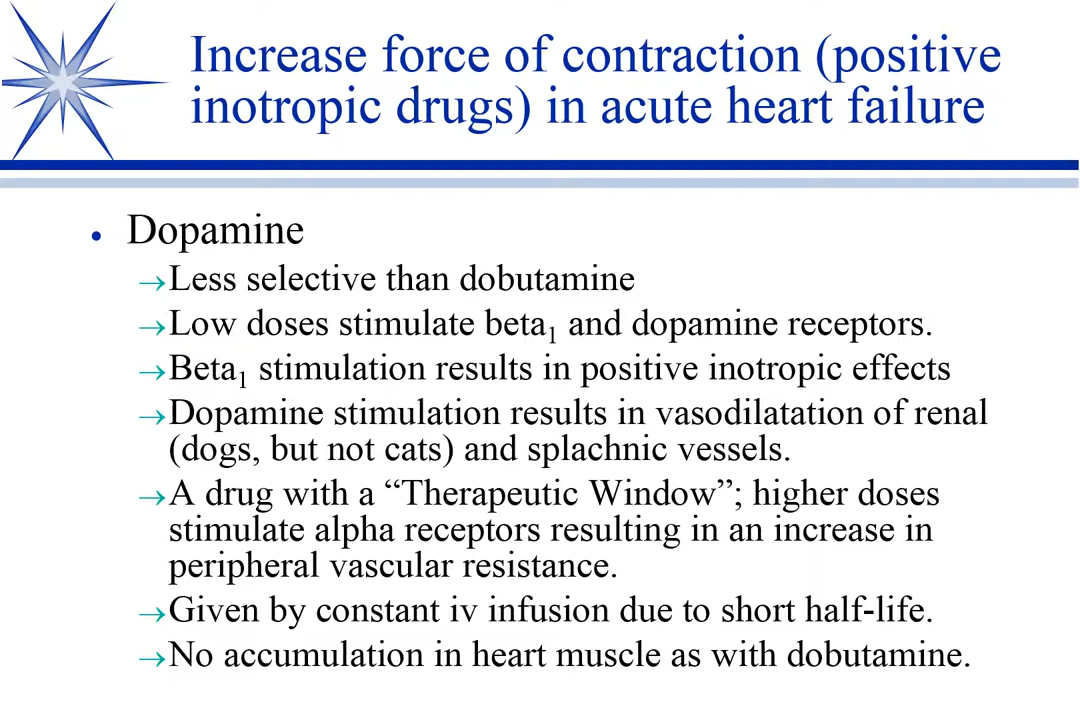 Increase force of contraction (positive
inotropic drugs) in acute heart failure
• Dopamine
→Less selective than dobutamine
→Low doses stimulate beta₁ and dopamine receptors.
→Beta₁ stimulation results in positive inotropic effects
→Dopamine stimulation results in vasodilatation of renal
(dogs, but not cats) and splachnic vessels.
→A drug with a “Therapeutic Window”; higher doses
stimulate alpha receptors resulting in an increase in
peripheral vascular resistance.
→Given by constant iv infusion due to short half-life.
→No accumulation in heart muscle as with dobutamine.